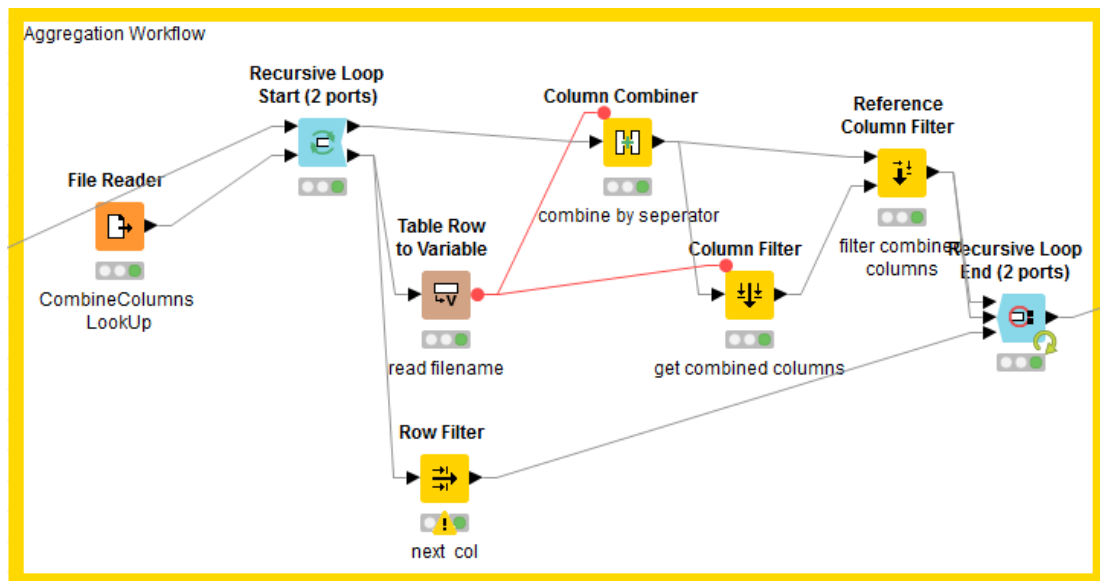 Aggregation Workflow
Recursive Loop
Start (2 ports)
Column Combiner
Reference
Column Filter
File Reader
combine by seperator
Table Row
to Variable
Column Filter
filter combine
columns
Recursive Loop
End (2 ports)
CombineColumns
LookUp
read filename
get combined columns
Row Filter
next col